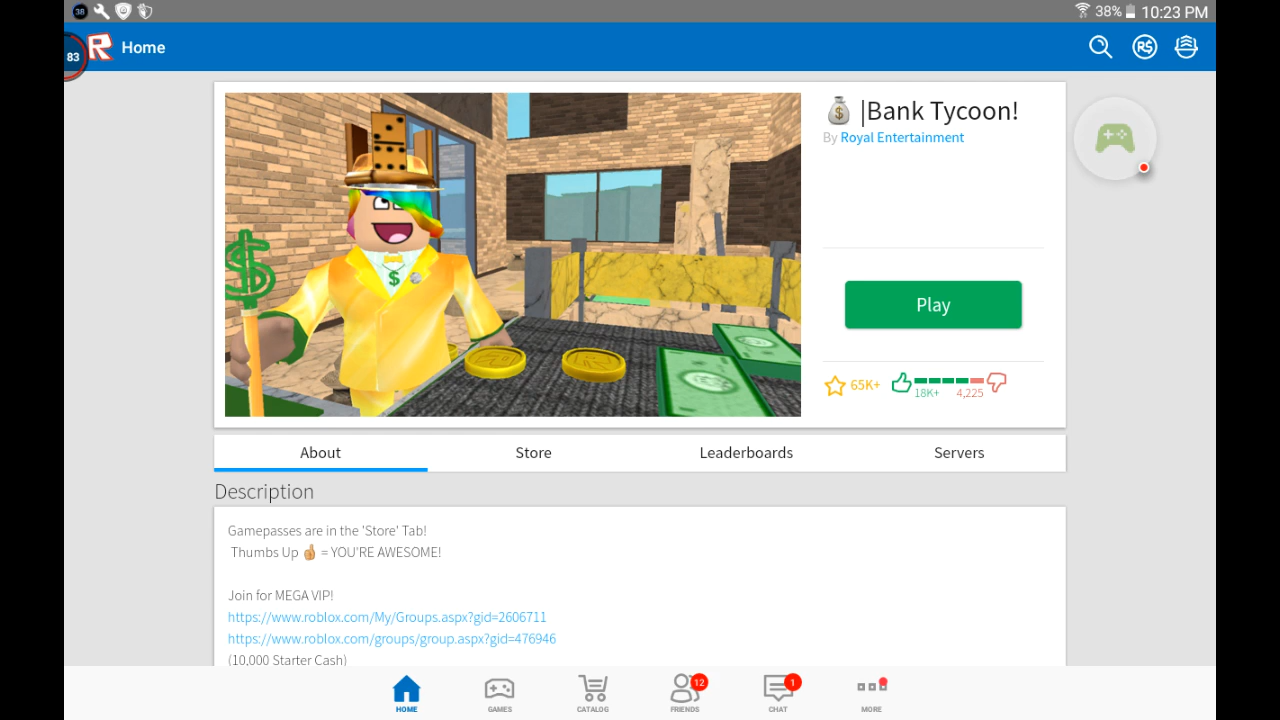 38
38% 10:23 PM
83
R Home
R$
💰 |Bank Tycoon!
By Royal Entertainment
$
$
Play
65K+
18K+ 4,225
About Store Leaderboards Servers
Description
Gamepasses are in the 'Store' Tab!
Thumbs Up 👍 = YOU'RE AWESOME!
Join for MEGA VIP!
https://www.roblox.com/My/Groups.aspx?gid=2606711
https://www.roblox.com/groups/group.aspx?gid=476946
(10,000 Starter Cash)
12 1
HOME GAMES CATALOG FRIENDS CHAT MORE